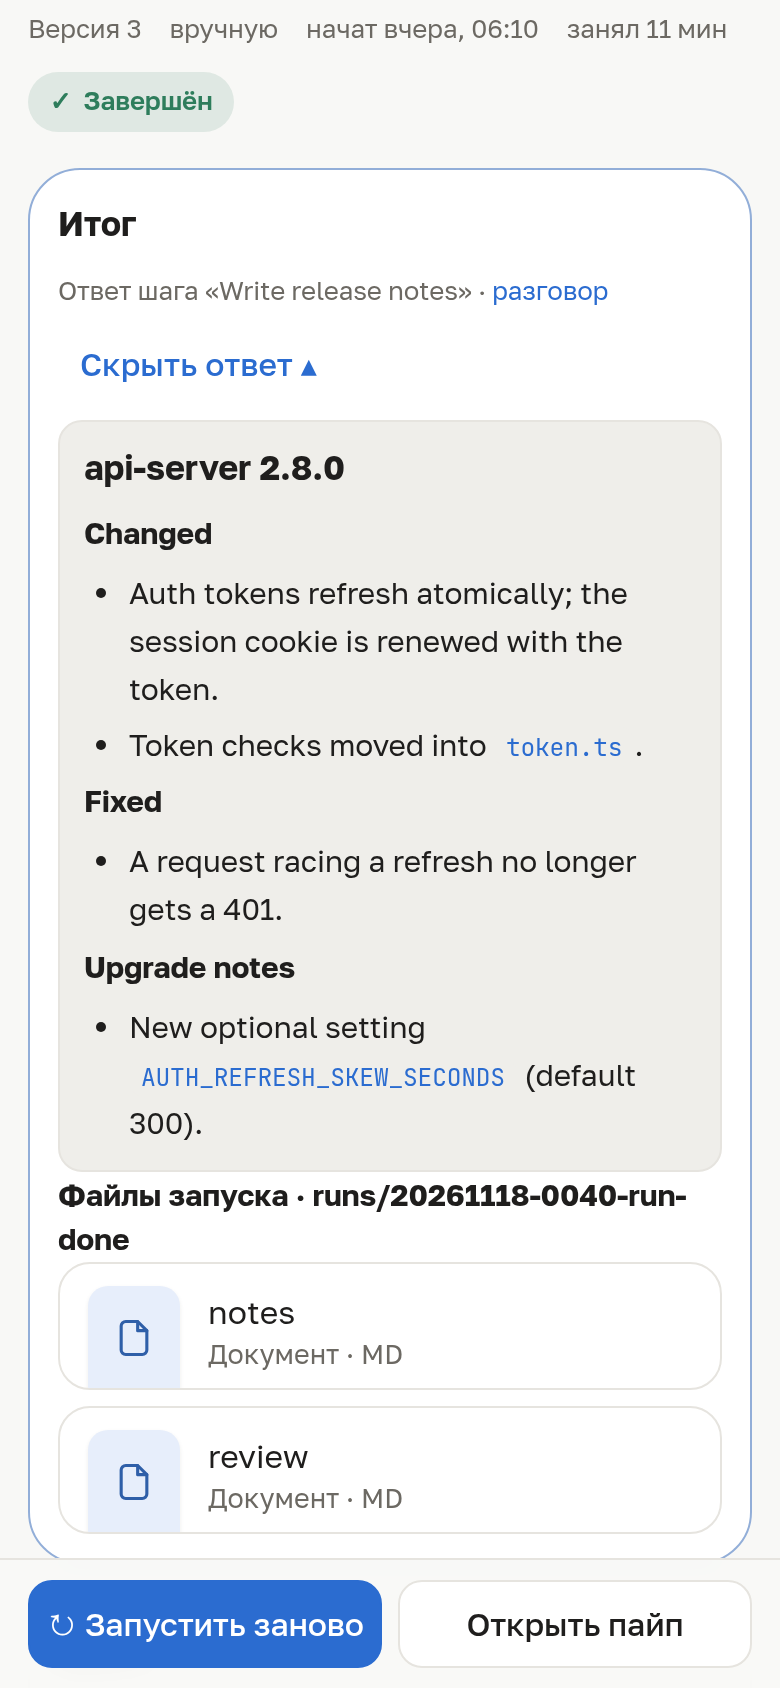 Версия 3 вручную начат вчера, 06:10 занял 11 мин
✓ Завершён
Итог
Ответ шага «Write release notes» · разговор
Скрыть ответ ▴
api-server 2.8.0
Changed
• Auth tokens refresh atomically; the
session cookie is renewed with the
token.
• Token checks moved into token.ts .
Fixed
• A request racing a refresh no longer
gets a 401.
Upgrade notes
• New optional setting
AUTH_REFRESH_SKEW_SECONDS (default
300).
Файлы запуска · runs/20261118-0040-run-
done
notes
Документ · MD
review
Документ · MD
↻ Запустить заново
Открыть пайп